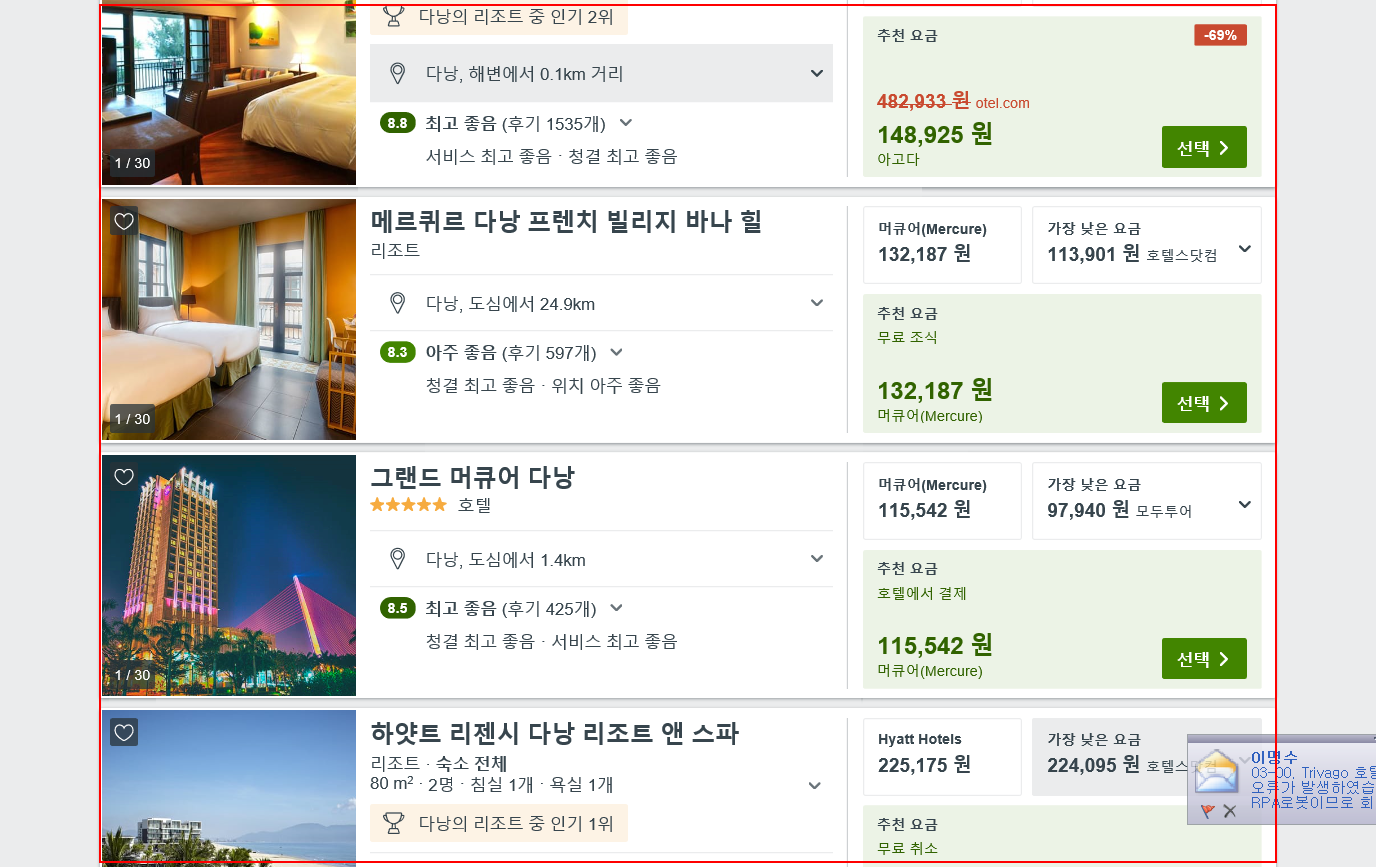 다낭의 리조트 중 인기 2위
다낭, 해변에서 0.1km 거리
8.8 최고 좋음 (후기 1535개)
서비스 최고 좋음 · 청결 최고 좋음
1 / 30
추천 요금
-69%
482,933 원 otel.com
148,925 원
아고다
선택
메르퀴르 다낭 프렌치 빌리지 바나 힐
리조트
다낭, 도심에서 24.9km
8.3 아주 좋음 (후기 597개)
청결 최고 좋음 · 위치 아주 좋음
1 / 30
머큐어(Mercure)
132,187 원
가장 낮은 요금
113,901 원 호텔스닷컴
추천 요금
무료 조식
132,187 원
머큐어(Mercure)
선택
그랜드 머큐어 다낭
호텔
다낭, 도심에서 1.4km
8.5 최고 좋음 (후기 425개)
청결 최고 좋음 · 서비스 최고 좋음
1 / 30
머큐어(Mercure)
115,542 원
가장 낮은 요금
97,940 원 모두투어
추천 요금
호텔에서 결제
115,542 원
머큐어(Mercure)
선택
하얏트 리젠시 다낭 리조트 앤 스파
리조트 · 숙소 전체
80 m² · 2명 · 침실 1개 · 욕실 1개
다낭의 리조트 중 인기 1위
Hyatt Hotels
225,175 원
가장 낮은 요금
224,095 원 호텔스닷컴
추천 요금
무료 취소
이명수
03-00, Trivago 호텔
오류가 발생하였습
RPA로봇이므로 회